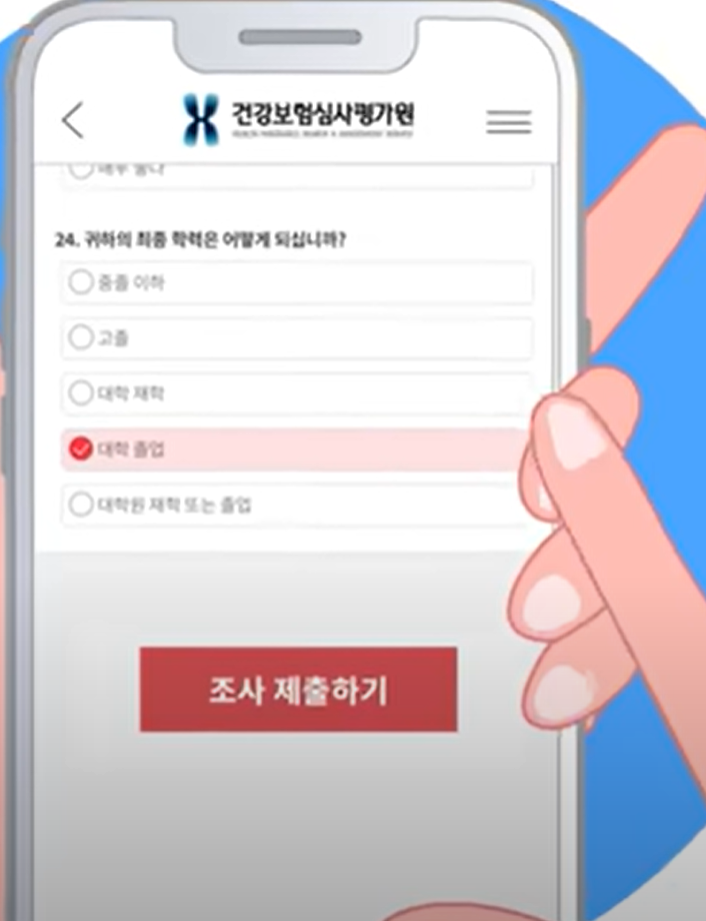 건강보험심사평가원
24. 귀하의 최종 학력은 어떻게 되십니까?
중졸 이하
고졸
대학 재학
대학 졸업
대학원 재학 또는 졸업
조사 제출하기